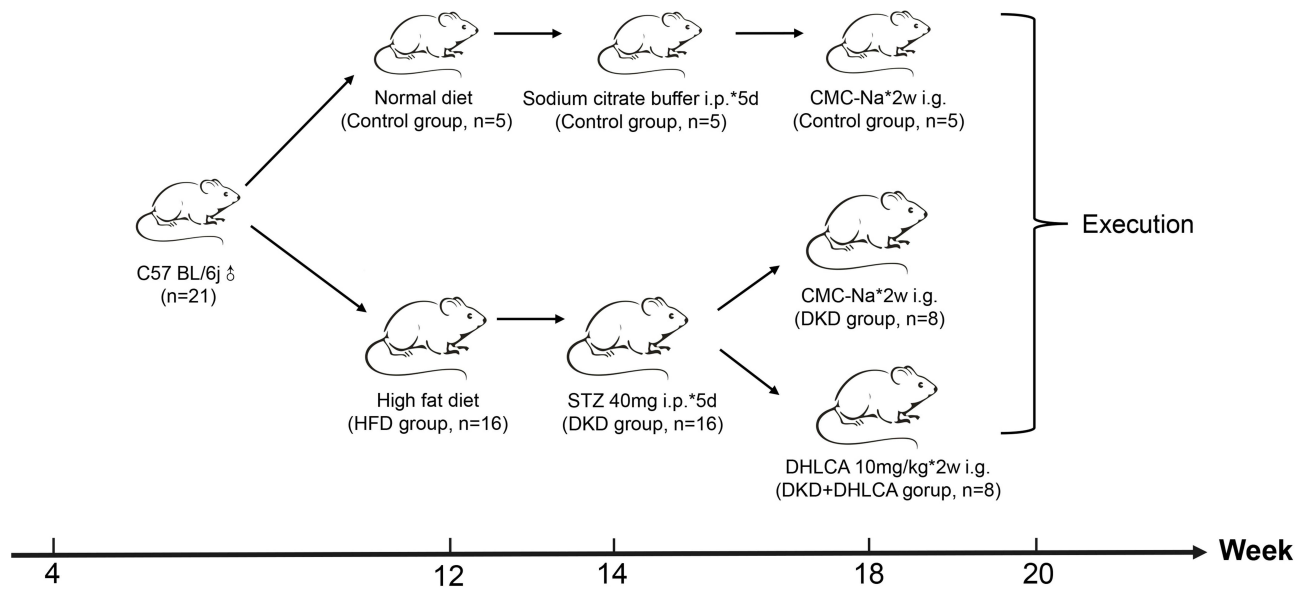 Normal diet
(Control group, n=5)
Sodium citrate buffer i.p.*5d
(Control group, n=5)
CMC-Na*2w i.g.
(Control group, n=5)
C57 BL/6j ♂
(n=21)
Execution
CMC-Na*2w i.g.
(DKD group, n=8)
High fat diet
(HFD group, n=16)
STZ 40mg i.p.*5d
(DKD group, n=16)
DHLCA 10mg/kg*2w i.g.
(DKD+DHLCA gorup, n=8)
Week
4
12
14
18
20